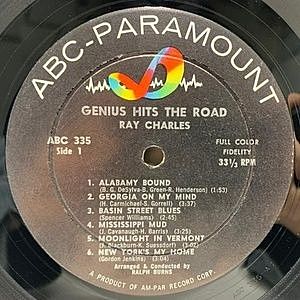 ABC-PARAMOUNT
GENIUS HITS THE ROAD
RAY CHARLES
ABC 335
Side 1
FULL COLOR
FIDELITY
33⅓ RPM
1. ALABAMY BOUND
(B. G. DeSylva-B. Green-R. Henderson) (1:53)
2. GEORGIA ON MY MIND
(H. Carmichael-S. Gorrell) (3:37)
3. BASIN STREET BLUES
(Spencer Williams) (2:45)
4. MISSISSIPPI MUD
(J. Cavanaugh-H. Barris) (3:25)
5. MOONLIGHT IN VERMONT
(J. Blackburn-K. Suessdorf) (3:00)
6. NEW YORK'S MY HOME
(Gordon Jenkins) (3:04)
Arranged & Conducted by
RALPH BURNS
A PRODUCT OF AM-PAR RECORD CORP.